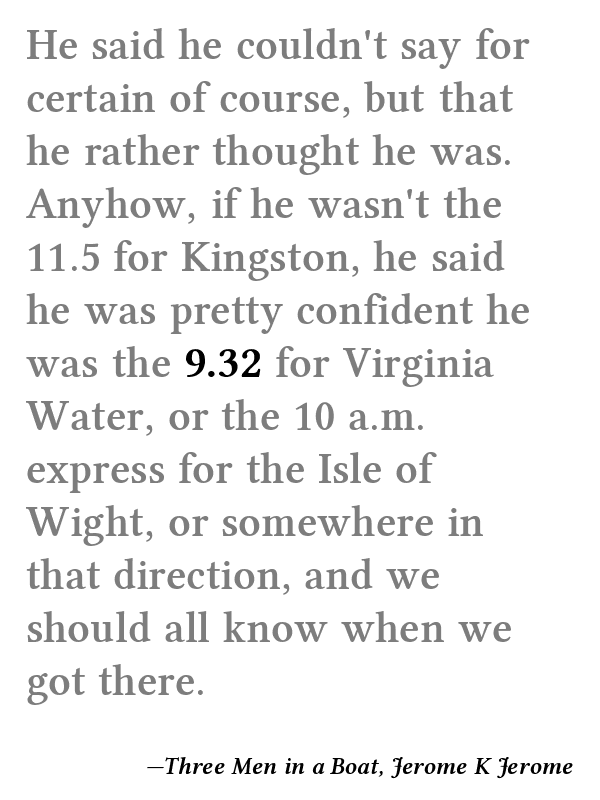 He said he couldn't say for
certain of course, but that
he rather thought he was.
Anyhow, if he wasn't the
11.5 for Kingston, he said
he was pretty confident he
was the 9.32 for Virginia
Water, or the 10 a.m.
express for the Isle of
Wight, or somewhere in
that direction, and we
should all know when we
got there.
—Three Men in a Boat, Jerome K Jerome